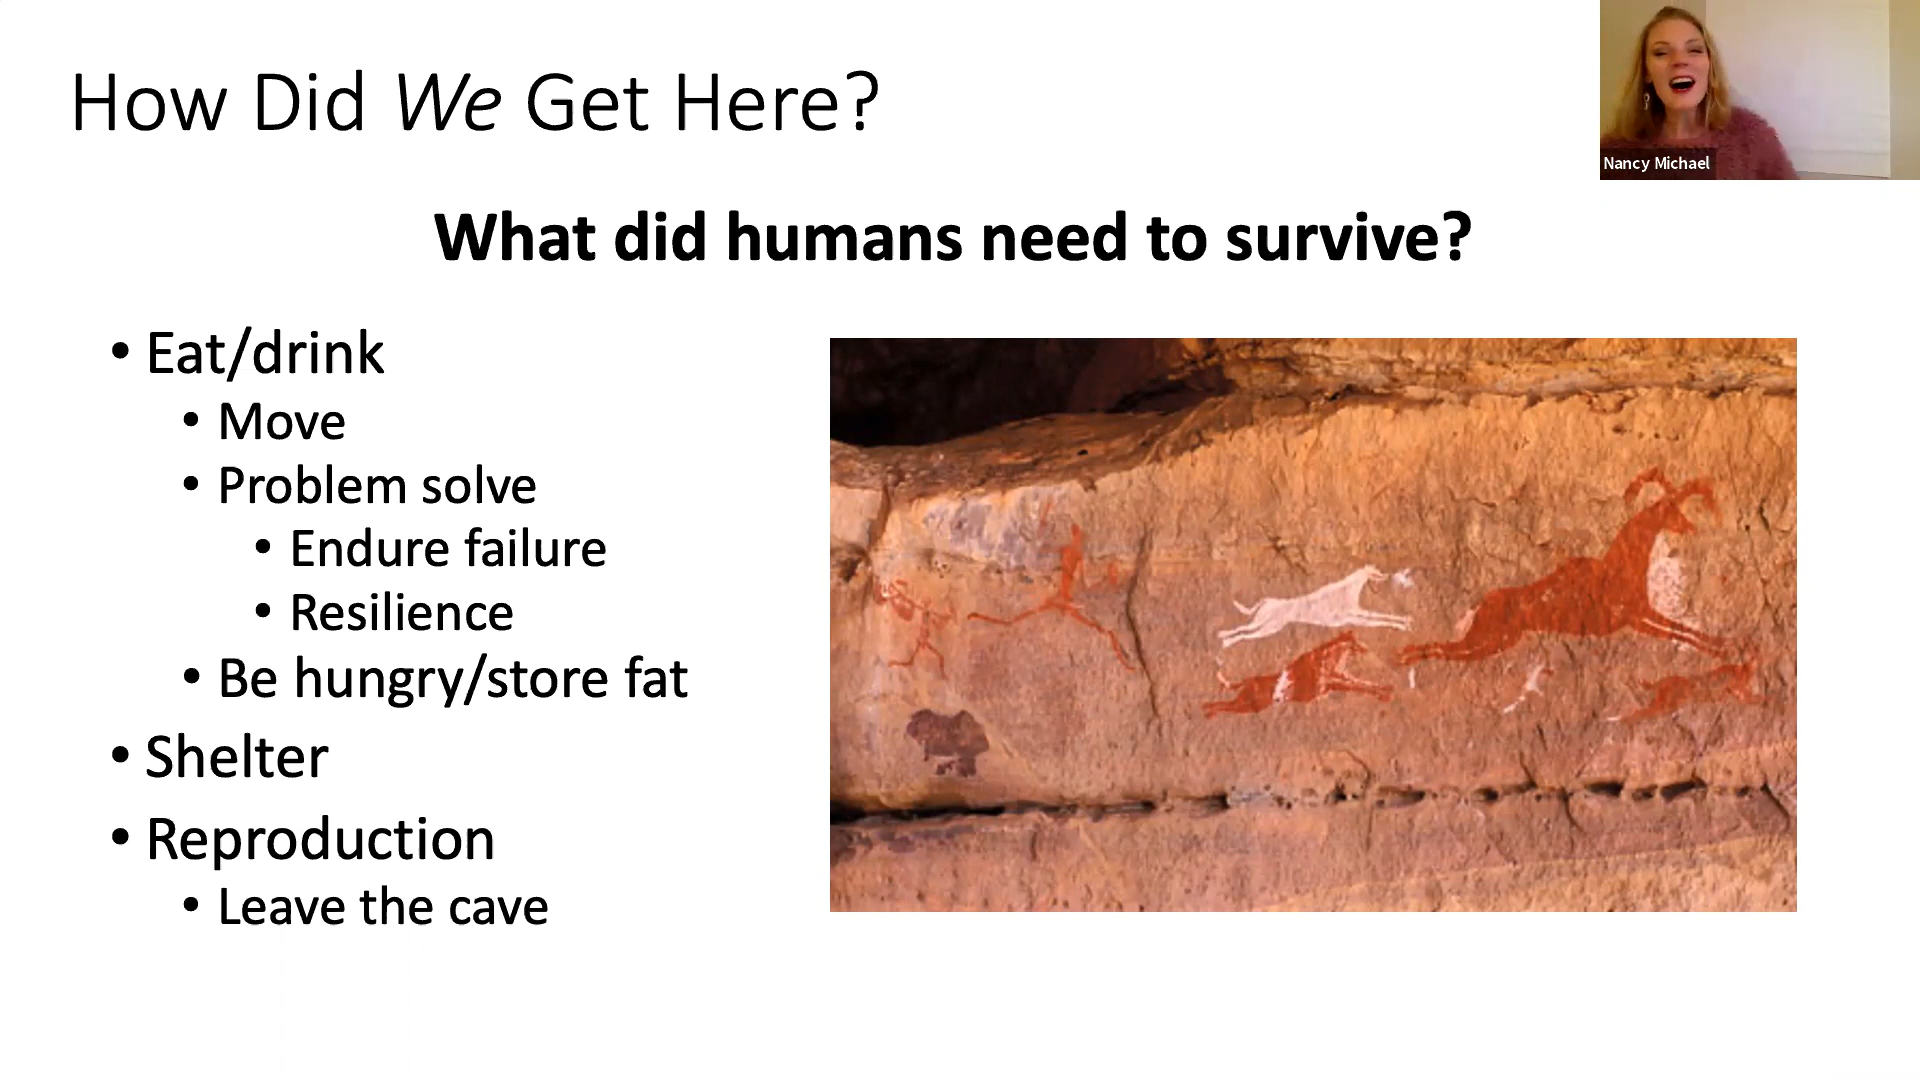 How Did We Get Here?
Nancy Michael
What did humans need to survive?
• Eat/drink
• Move
• Problem solve
• Endure failure
• Resilience
• Be hungry/store fat
• Shelter
• Reproduction
• Leave the cave